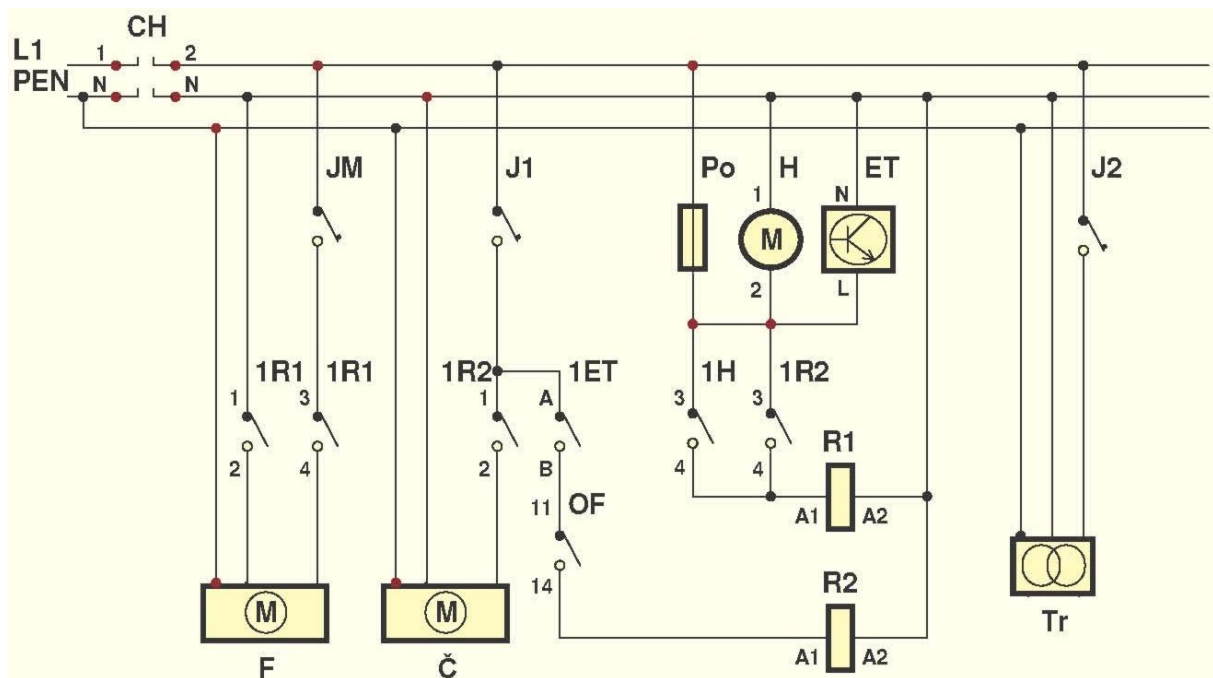 CH
L1 1 2
PEN N N
JM J1 Po H ET J2
1 N
M
2 L
1R1 1R1 1R2 1ET 1H 1R2
1 3 1 A 3 3
2 4 2 B 4 4
R1
11 OF A1 A2
14
R2
M M
A1 A2
F Č Tr